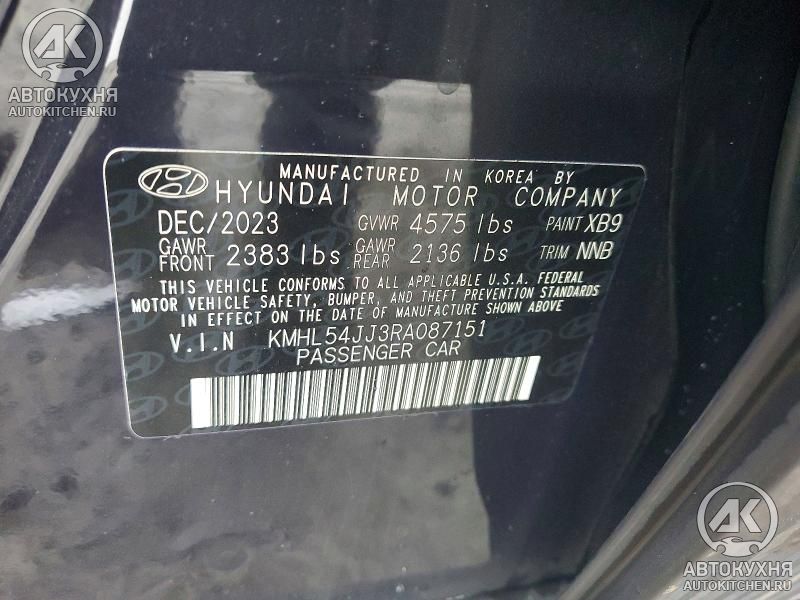 AK
АВТОКУХНЯ
AUTOKITCHEN.RU
MANUFACTURED IN KOREA BY
HYUNDAI MOTOR COMPANY
DEC/2023 GVWR 4575 lbs PAINT XB9
GAWR FRONT 2383 lbs GAWR REAR 2136 lbs TRIM NNB
THIS VEHICLE CONFORMS TO ALL APPLICABLE U.S.A. FEDERAL
MOTOR VEHICLE SAFETY, BUMPER, AND THEFT PREVENTION STANDARDS
IN EFFECT ON THE DATE OF MANUFACTURE SHOWN ABOVE
V.I.N KMHL54JJ3RA087151
PASSENGER CAR
AK
АВТОКУХНЯ
AUTOKITCHEN.RU